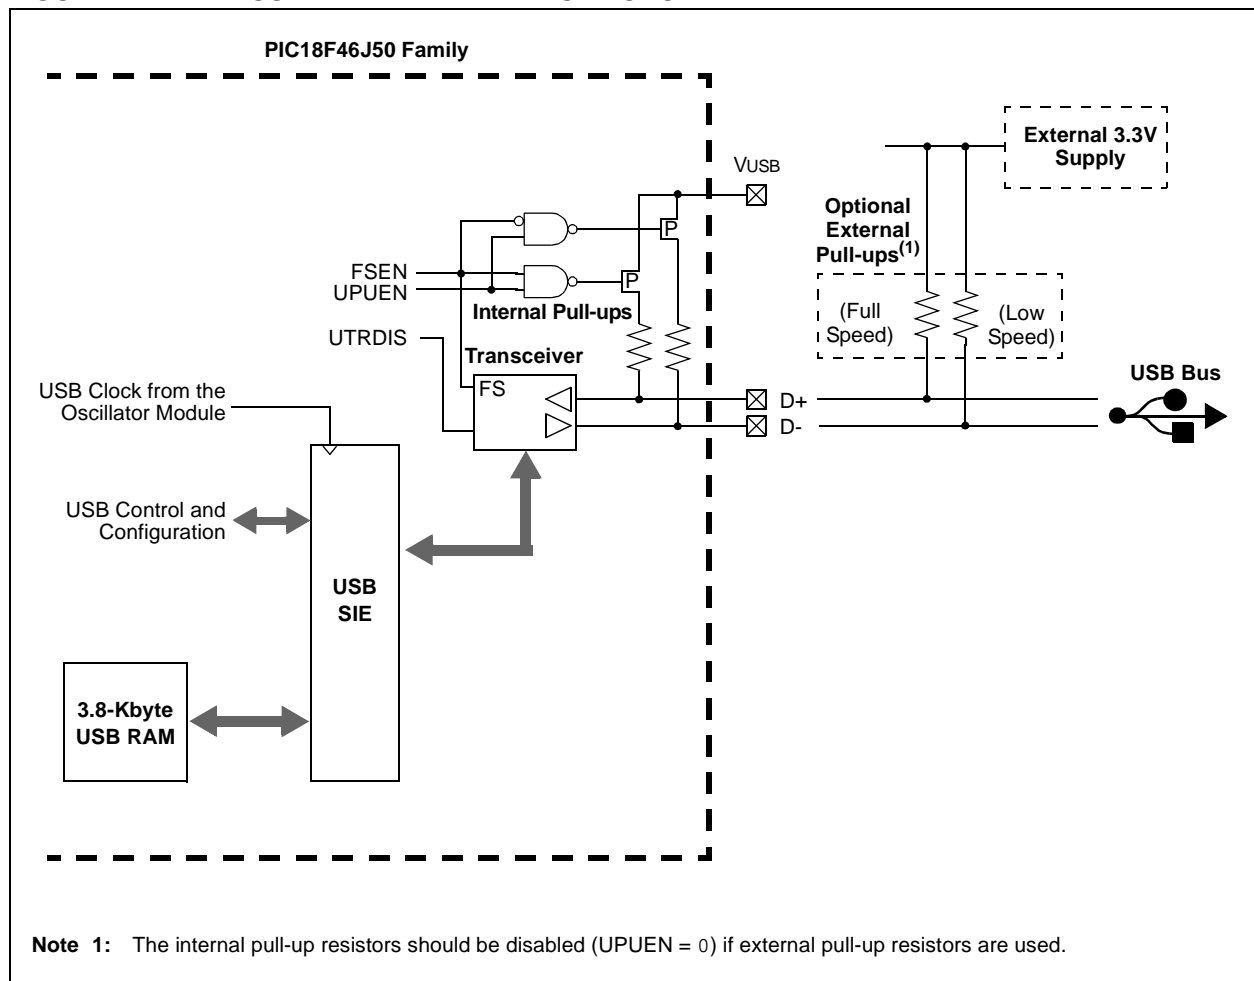 PIC18F46J50 Family
External 3.3V
Supply
VUSB
Optional
External
Pull-ups(1)
P
P
FSEN
UPUEN
Internal Pull-ups
(Full
Speed)
(Low
Speed)
UTRDIS
Transceiver
FS
USB Clock from the
Oscillator Module
D+
D-
USB Bus
USB Control and
Configuration
USB
SIE
3.8-Kbyte
USB RAM
Note 1: The internal pull-up resistors should be disabled (UPUEN = 0) if external pull-up resistors are used.